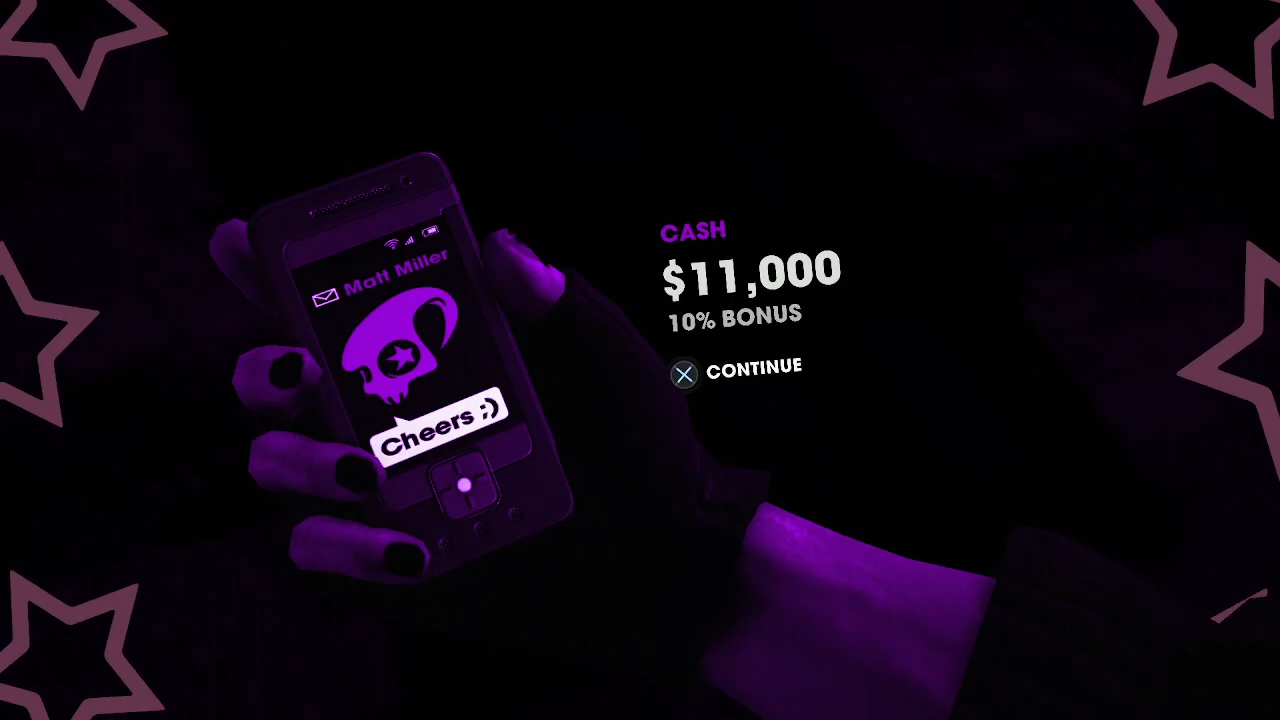 Matt Miller
Cheers ;)
CASH
$11,000
10% BONUS
CONTINUE